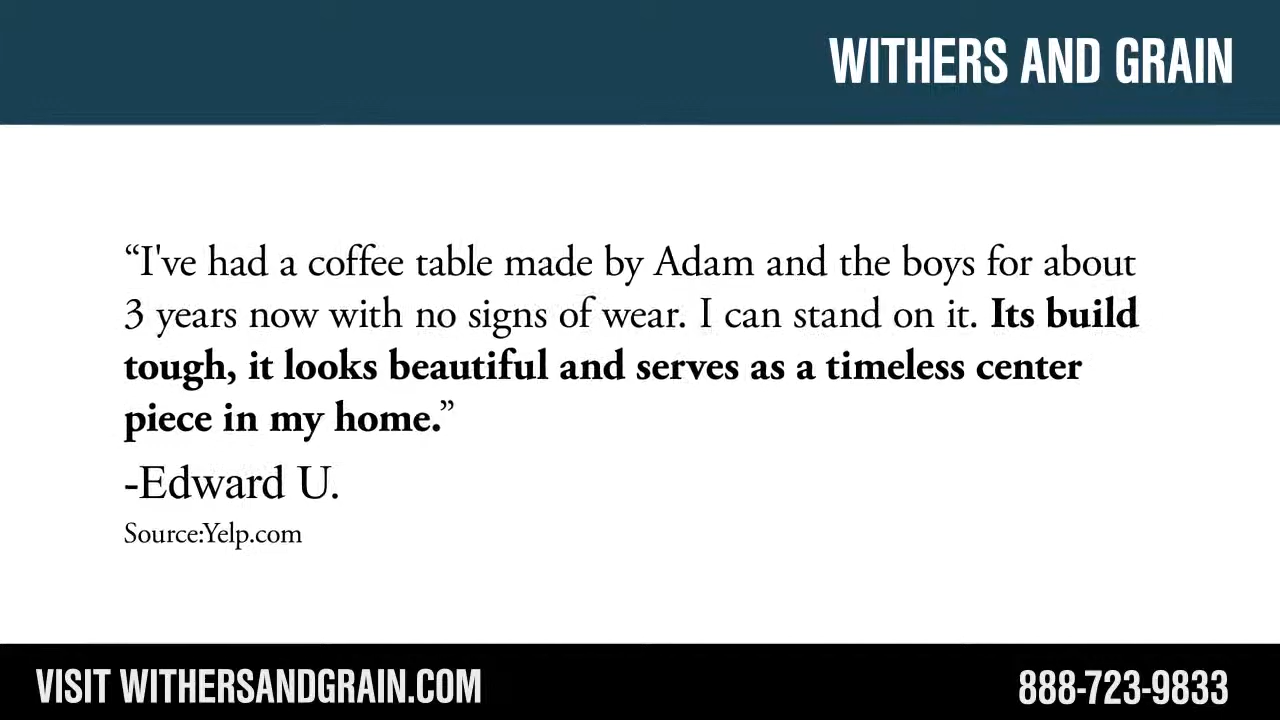 WITHERS AND GRAIN
“I've had a coffee table made by Adam and the boys for about
3 years now with no signs of wear. I can stand on it. Its build
tough, it looks beautiful and serves as a timeless center
piece in my home.”
-Edward U.
Source:Yelp.com
VISIT WITHERSANDGRAIN.COM
888-723-9833